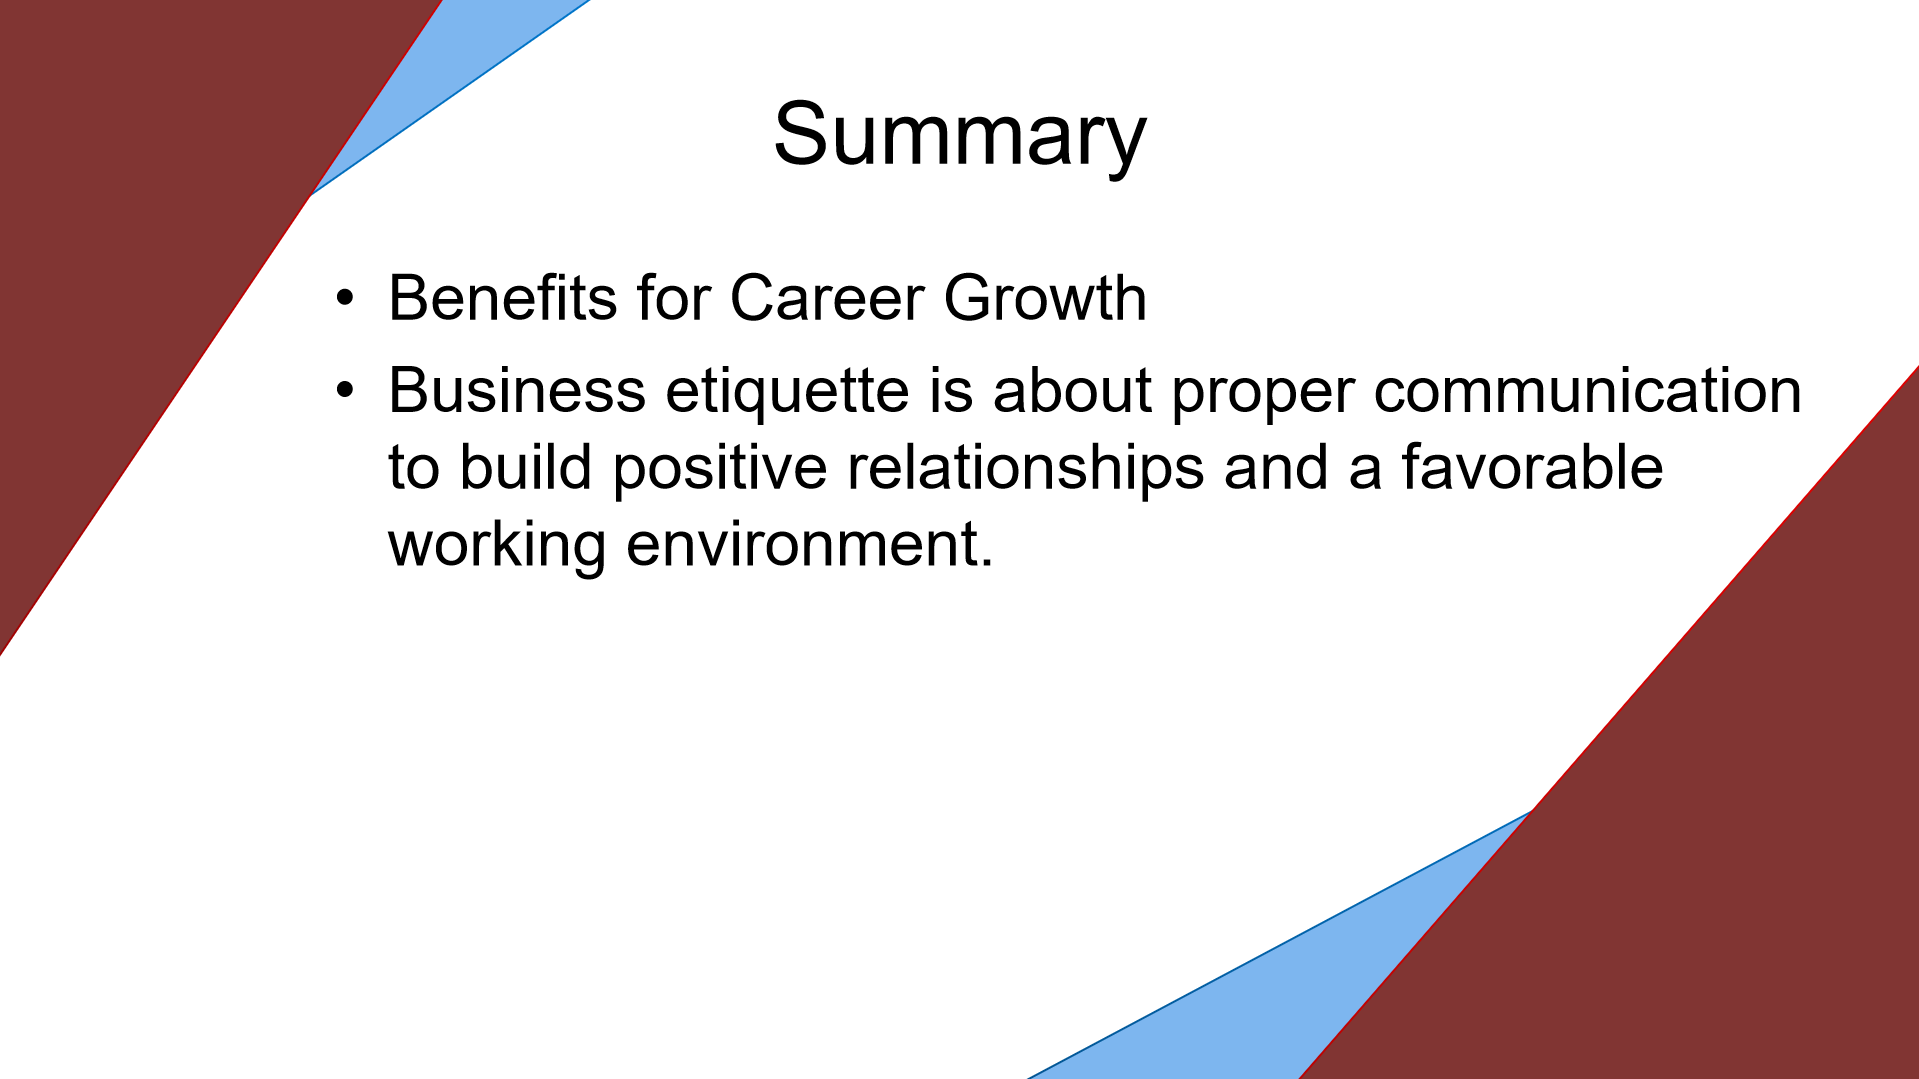 Summary
• Benefits for Career Growth
• Business etiquette is about proper communication
to build positive relationships and a favorable
working environment.